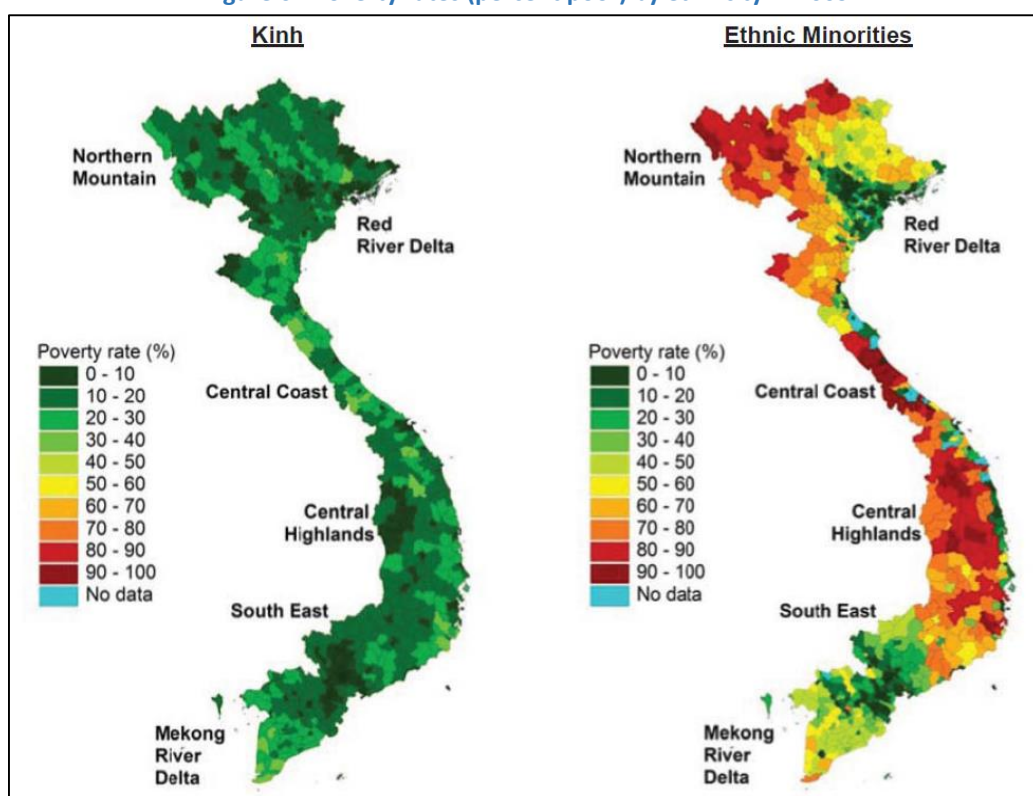 Kinh
Northern
Mountain
Red
River Delta
Poverty rate (%)
0 - 10
10 - 20
20 - 30
30 - 40
40 - 50
50 - 60
60 - 70
70 - 80
80 - 90
90 - 100
No data
Central Coast
Central
Highlands
South East
Mekong
River
Delta
Ethnic Minorities
Northern
Mountain
Red
River Delta
Poverty rate (%)
0 - 10
10 - 20
20 - 30
30 - 40
40 - 50
50 - 60
60 - 70
70 - 80
80 - 90
90 - 100
No data
Central Coast
Central
Highlands
South East
Mekong
River
Delta